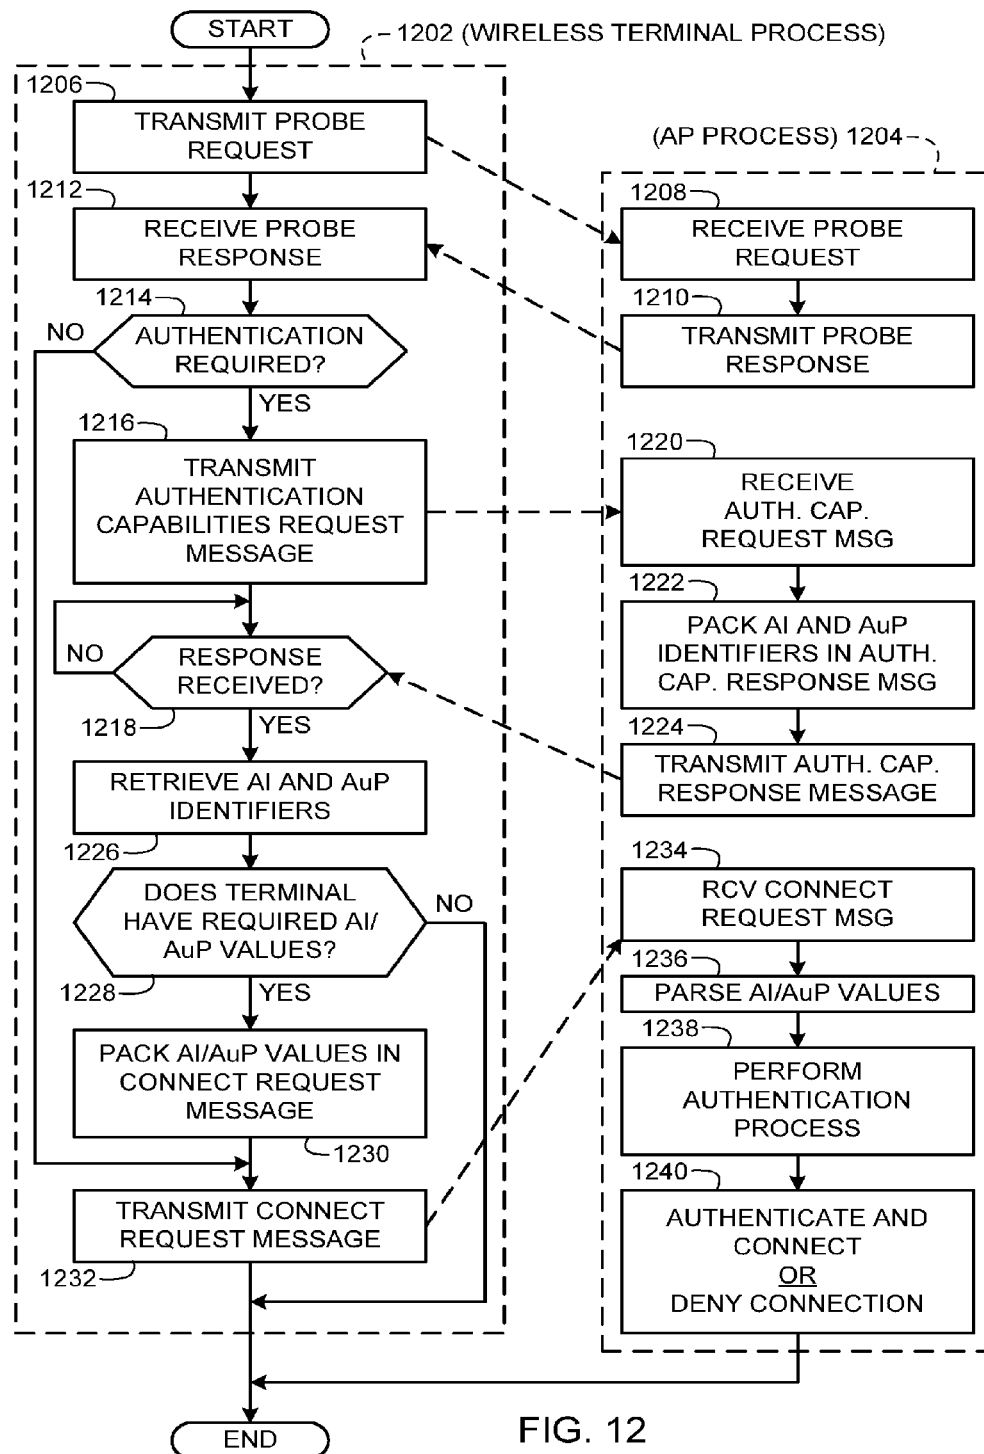 START
1202 (WIRELESS TERMINAL PROCESS)
1206
TRANSMIT PROBE
REQUEST
(AP PROCESS) 1204
1212
RECEIVE PROBE
RESPONSE
1208
RECEIVE PROBE
REQUEST
1214
NO
AUTHENTICATION
REQUIRED?
YES
1210
TRANSMIT PROBE
RESPONSE
1216
TRANSMIT
AUTHENTICATION
CAPABILITIES REQUEST
MESSAGE
1220
RECEIVE
AUTH. CAP.
REQUEST MSG
1222
PACK AI AND AuP
IDENTIFIERS IN AUTH.
CAP. RESPONSE MSG
NO
RESPONSE
RECEIVED?
1218
YES
1224
TRANSMIT AUTH. CAP.
RESPONSE MESSAGE
RETRIEVE AI AND AuP
IDENTIFIERS
1226
DOES TERMINAL
HAVE REQUIRED AI/
AuP VALUES?
NO
1228
YES
1234
RCV CONNECT
REQUEST MSG
1236
PARSE AI/AuP VALUES
PACK AI/AuP VALUES IN
CONNECT REQUEST
MESSAGE
1230
1238
PERFORM
AUTHENTICATION
PROCESS
TRANSMIT CONNECT
REQUEST MESSAGE
1232
1240
AUTHENTICATE AND
CONNECT
OR
DENY CONNECTION
END
FIG. 12